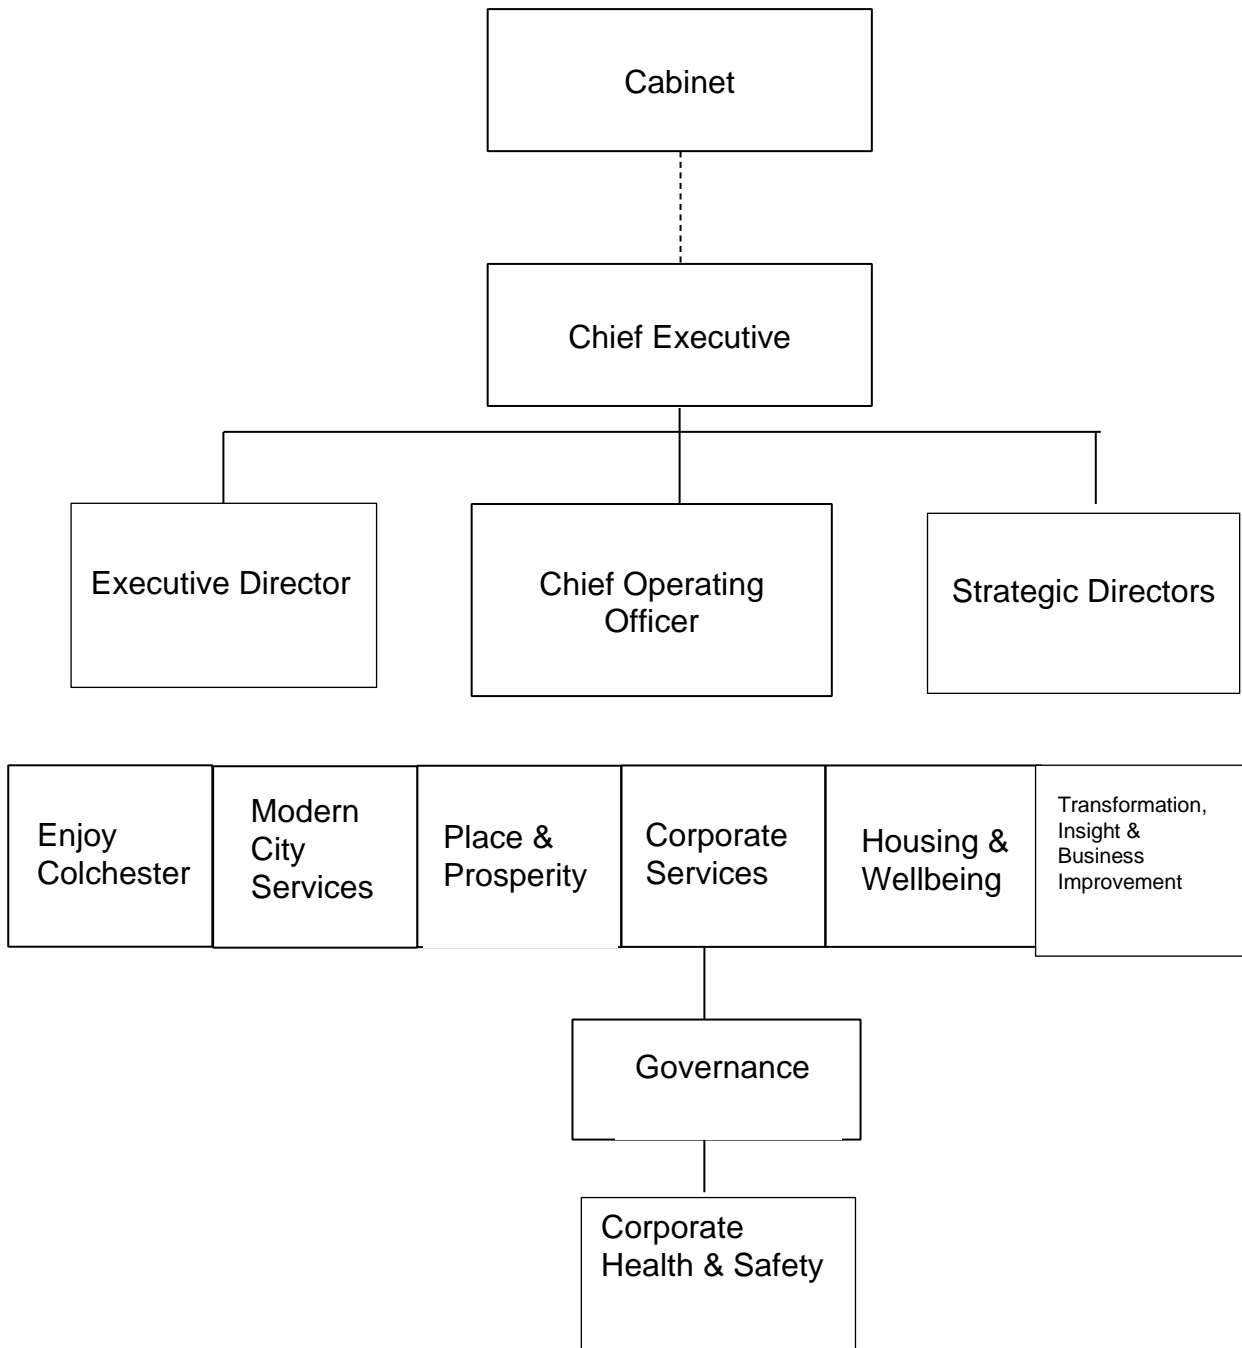 Cabinet
Chief Executive
Executive Director
Chief Operating
Officer
Strategic Directors
Enjoy
Colchester
Modern
City
Services
Place &
Prosperity
Corporate
Services
Housing &
Wellbeing
Transformation,
Insight &
Business
Improvement
Governance
Corporate
Health & Safety